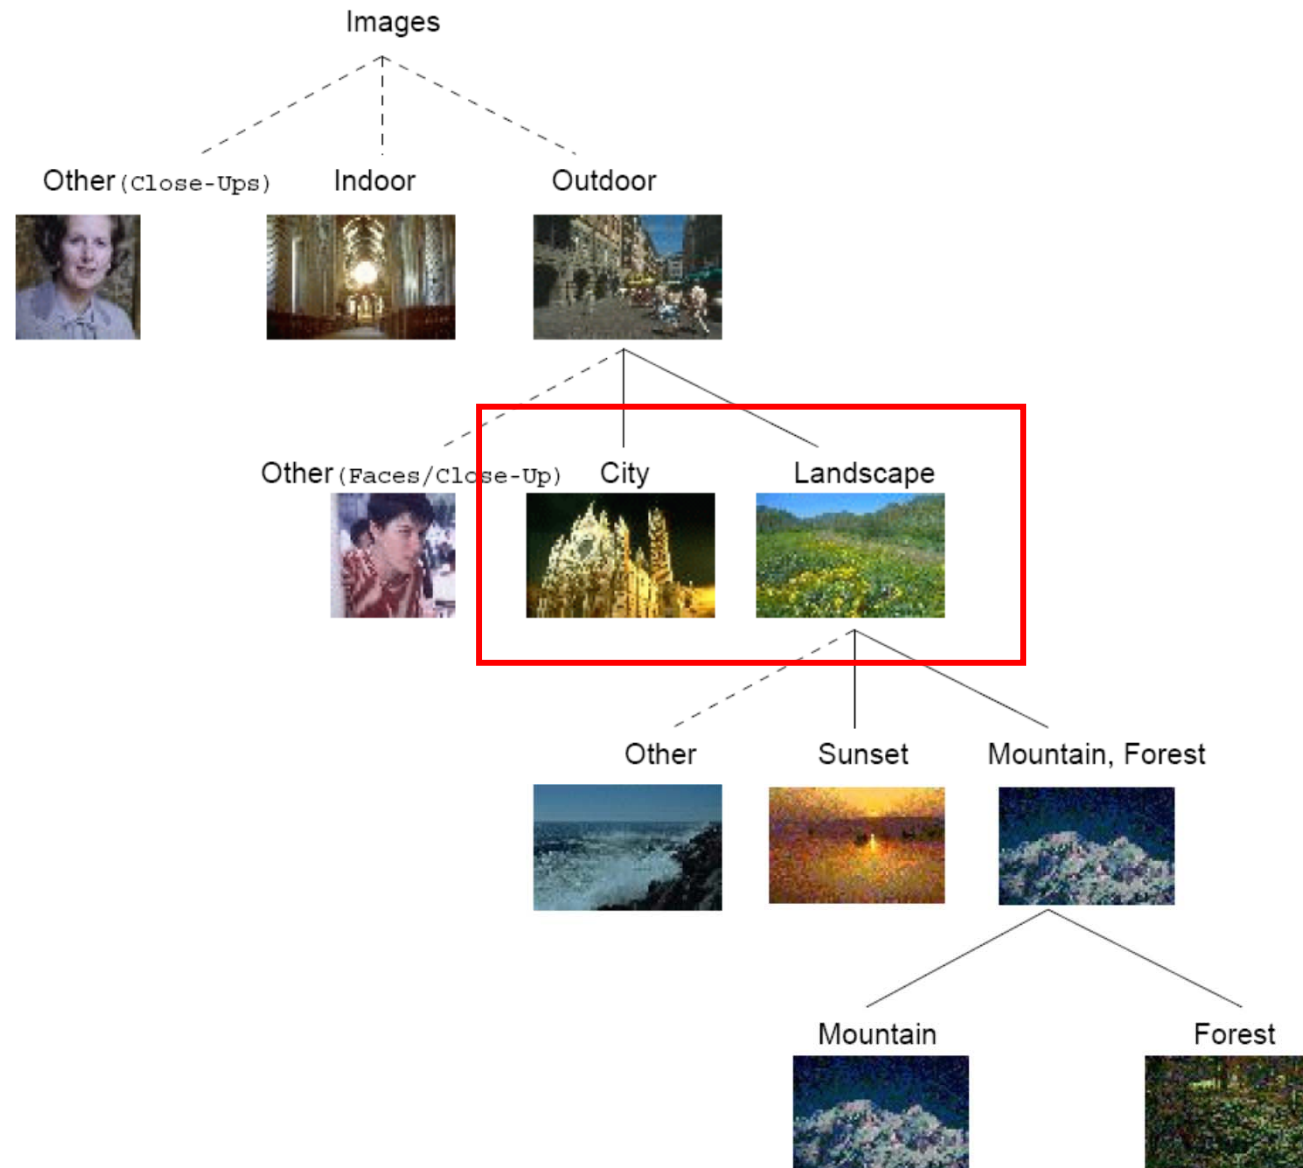 Images
Other(Close-Ups) Indoor Outdoor
Other(Faces/Close-Up) City Landscape
Other Sunset Mountain, Forest
Mountain Forest